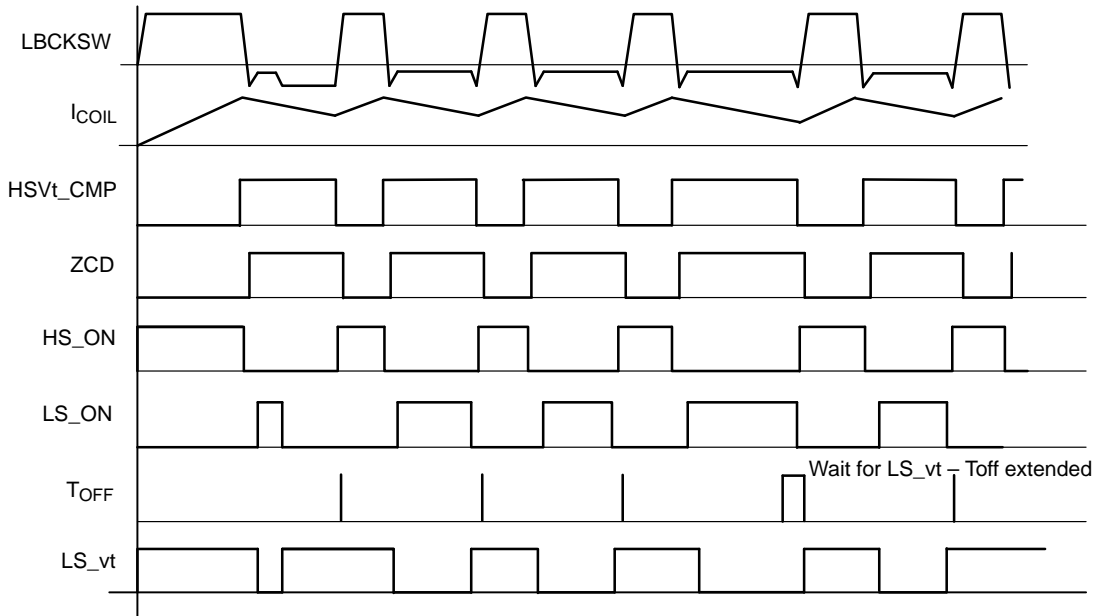 LBCKSW
ICOIL
HSVt_CMP
ZCD
HS_ON
LS_ON
Wait for LS_vt – Toff extended
TOFF
LS_vt